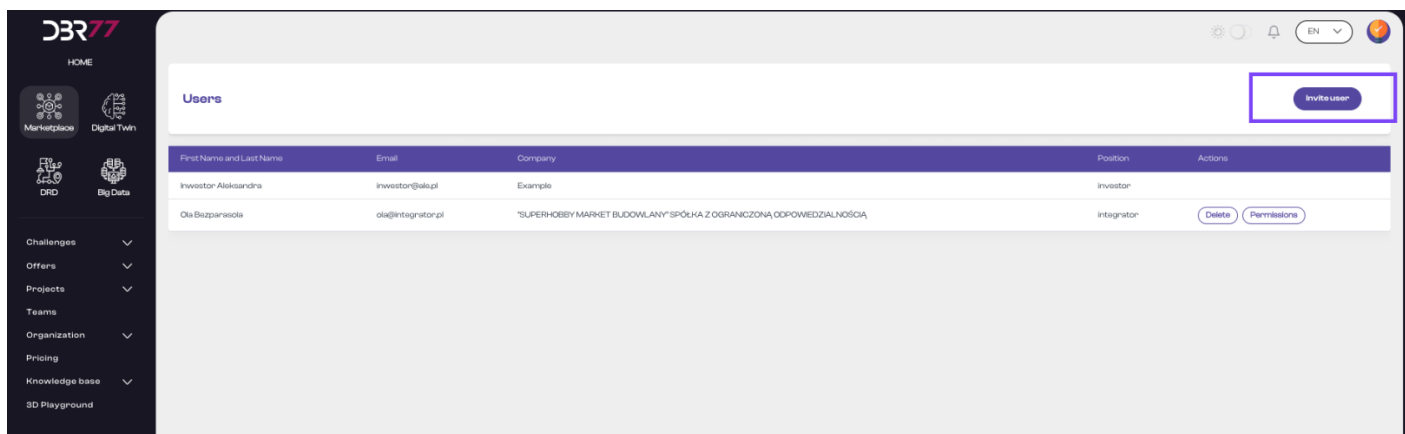 DBR77
HOME
Marketplace
Digital Twin
DRD
Big Data
Challenges
Offers
Projects
Teams
Organization
Pricing
Knowledge base
3D Playground
EN
Users
Invite user
First Name and Last Name Email Company Position Actions
Inwestor Aleksandra inwestor@ale.pl Example investor
Ola Bezparasola ola@integrator.pl "SUPERHOBBY MARKET BUDOWLANY" SPÓŁKA Z OGRANICZONĄ ODPOWIEDZIALNOŚCIĄ integrator Delete Permissions